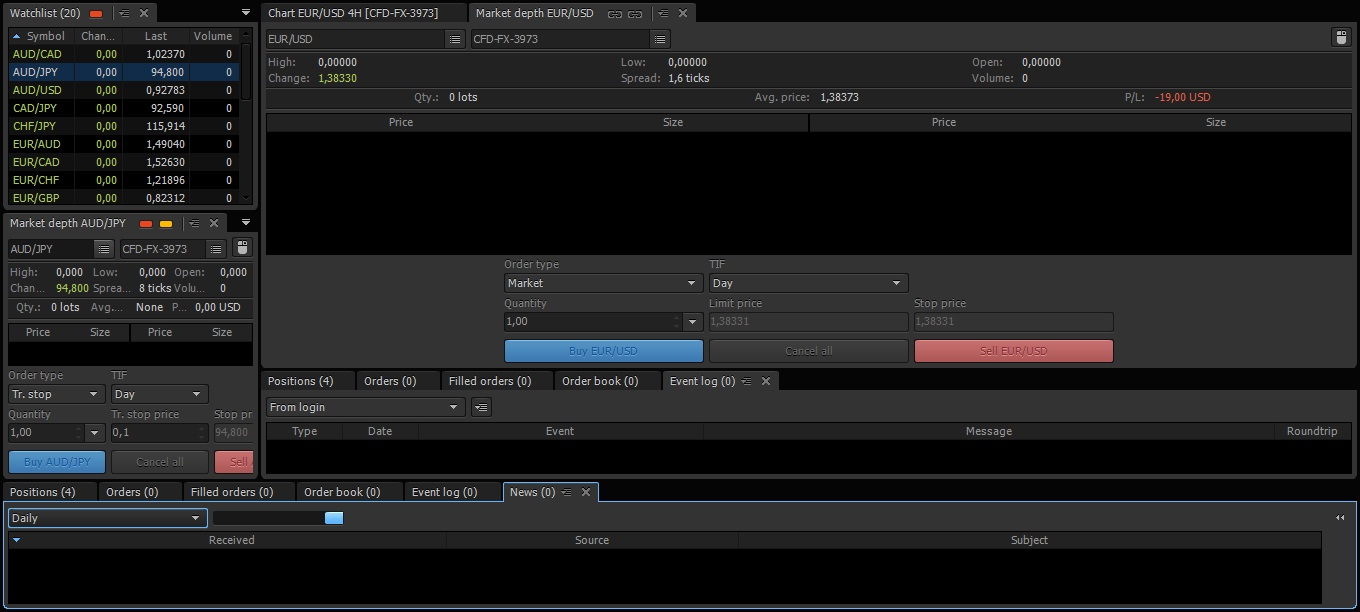 Watchlist (20)
Symbol Chan... Last Volume
AUD/CAD 0,00 1,02370 0
AUD/JPY 0,00 94,800 0
AUD/USD 0,00 0,92783 0
CAD/JPY 0,00 92,590 0
CHF/JPY 0,00 115,914 0
EUR/AUD 0,00 1,49040 0
EUR/CAD 0,00 1,52630 0
EUR/CHF 0,00 1,21896 0
EUR/GBP 0,00 0,82312 0
Market depth AUD/JPY
AUD/JPY CFD-FX-3973
High: 0,000 Low: 0,000 Open: 0,000
Chan... 94,800 Sprea... 8 ticks Volu... 0
Qty.: 0 lots Avg.... None P... 0,00 USD
Price Size Price Size
Order type TIF
Tr. stop Day
Quantity Tr. stop price Stop pr
1,00 0,1 94,800
Buy AUD/JPY Cancel all Sell
Chart EUR/USD 4H [CFD-FX-3973] Market depth EUR/USD
EUR/USD CFD-FX-3973
High: 0,00000 Low: 0,00000 Open: 0,00000
Change: 1,38330 Spread: 1,6 ticks Volume: 0
Qty.: 0 lots Avg. price: 1,38373 P/L: -19,00 USD
Price Size Price Size
Order type TIF
Market Day
Quantity Limit price Stop price
1,00 1,38331 1,38331
Buy EUR/USD Cancel all Sell EUR/USD
Positions (4) Orders (0) Filled orders (0) Order book (0) Event log (0)
From login
Type Date Event Message Roundtrip
Positions (4) Orders (0) Filled orders (0) Order book (0) Event log (0) News (0)
Daily
Received Source Subject